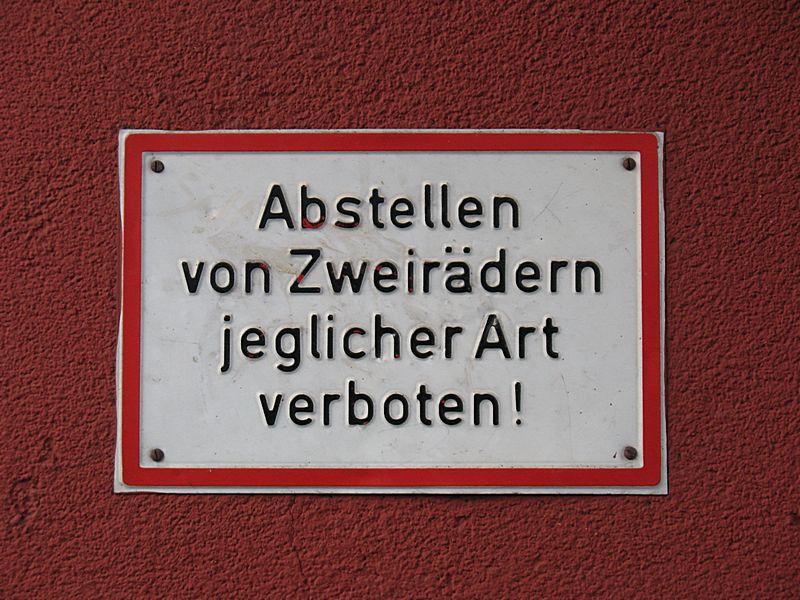 Abstellen
von Zweirädern
jeglicher Art
verboten!